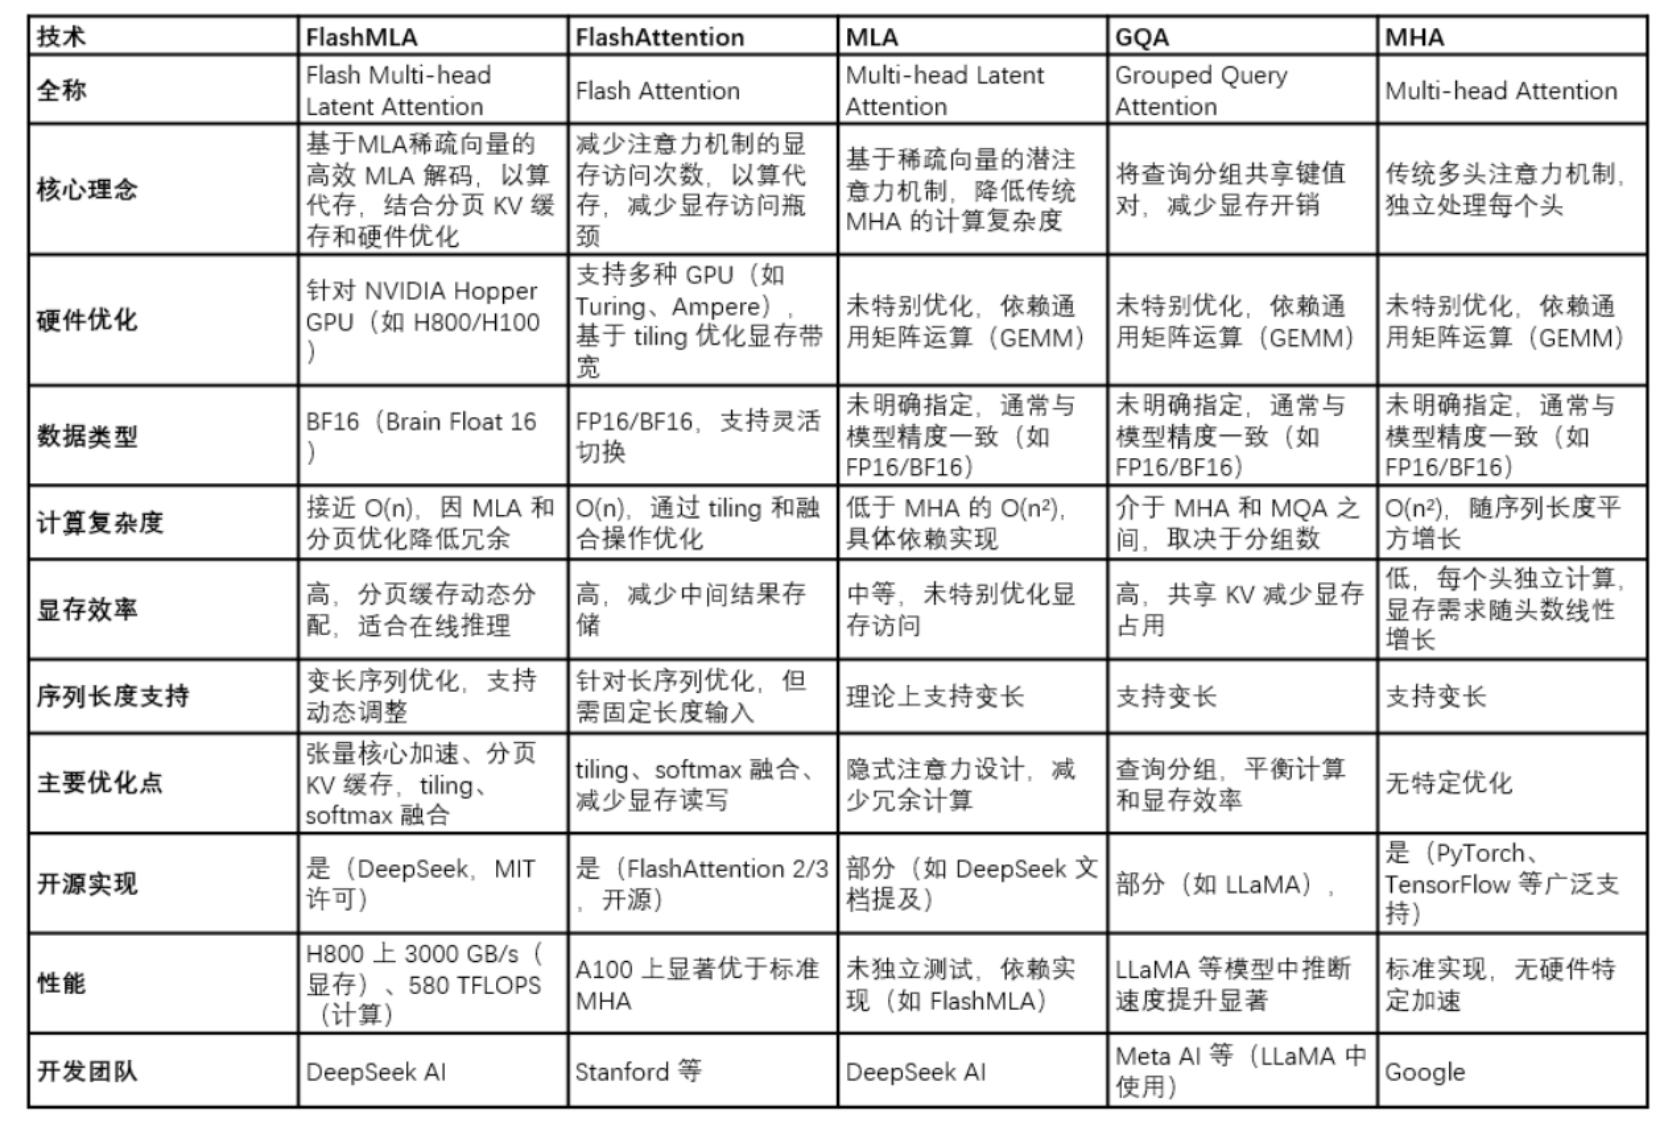 技术
FlashMLA
FlashAttention
MLA
GQA
MHA
全称
Flash Multi-head
Latent Attention
Flash Attention
Multi-head Latent
Attention
Grouped Query
Attention
Multi-head Attention
核心理念
基于MLA稀疏向量的
高效 MLA 解码，以算
代存，结合分页 KV 缓
存和硬件优化
减少注意力机制的显
存访问次数，以算代
存，减少显存访问瓶
颈
基于稀疏向量的潜注
意力机制，降低传统
MHA 的计算复杂度
将查询分组共享键值
对，减少显存开销
传统多头注意力机制，
独立处理每个头
硬件优化
针对 NVIDIA Hopper
GPU（如 H800/H100
）
支持多种 GPU（如
Turing、Ampere），
基于 tiling 优化显存带
宽
未特别优化，依赖通
用矩阵运算（GEMM）
未特别优化，依赖通
用矩阵运算（GEMM）
未特别优化，依赖通
用矩阵运算（GEMM）
数据类型
BF16（Brain Float 16
）
FP16/BF16，支持灵活
切换
未明确指定，通常与
模型精度一致（如
FP16/BF16）
未明确指定，通常与
模型精度一致（如
FP16/BF16）
未明确指定，通常与
模型精度一致（如
FP16/BF16）
计算复杂度
接近 O(n)，因 MLA 和
分页优化降低冗余
O(n)，通过 tiling 和融
合操作优化
低于 MHA 的 O(n²)，
具体依赖实现
介于 MHA 和 MQA 之
间，取决于分组数
O(n²)，随序列长度平
方增长
显存效率
高，分页缓存动态分
配，适合在线推理
高，减少中间结果存
储
中等，未特别优化显
存访问
高，共享 KV 减少显存
占用
低，每个头独立计算，
显存需求随头数线性
增长
序列长度支持
变长序列优化，支持
动态调整
针对长序列优化，但
需固定长度输入
理论上支持变长
支持变长
支持变长
主要优化点
张量核心加速、分页
KV 缓存，tiling、
softmax 融合
tiling、softmax 融合、
减少显存读写
隐式注意力设计，减
少冗余计算
查询分组，平衡计算
和显存效率
无特定优化
开源实现
是（DeepSeek，MIT
许可）
是（FlashAttention 2/3
，开源）
部分（如 DeepSeek 文
档提及）
部分（如 LLaMA），
是（PyTorch、
TensorFlow 等广泛支
持）
性能
H800 上 3000 GB/s（
显存）、580 TFLOPS
（计算）
A100 上显著优于标准
MHA
未独立测试，依赖实
现（如 FlashMLA）
LLaMA 等模型中推断
速度提升显著
标准实现，无硬件特
定加速
开发团队
DeepSeek AI
Stanford 等
DeepSeek AI
Meta AI 等（LLaMA 中
使用）
Google